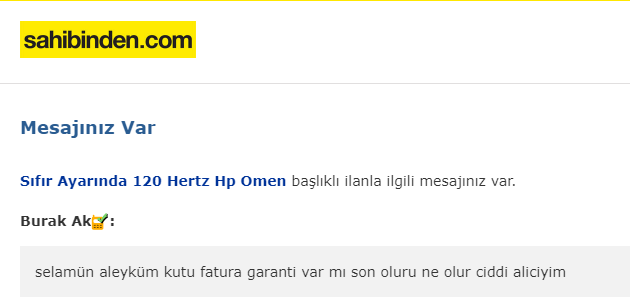 sahibinden.com
Mesajınız Var
Sıfır Ayarında 120 Hertz Hp Omen başlıklı ilanla ilgili mesajınız var.
Burak Ak:
selamün aleyküm kutu fatura garanti var mı son oluru ne olur ciddi aliciyim